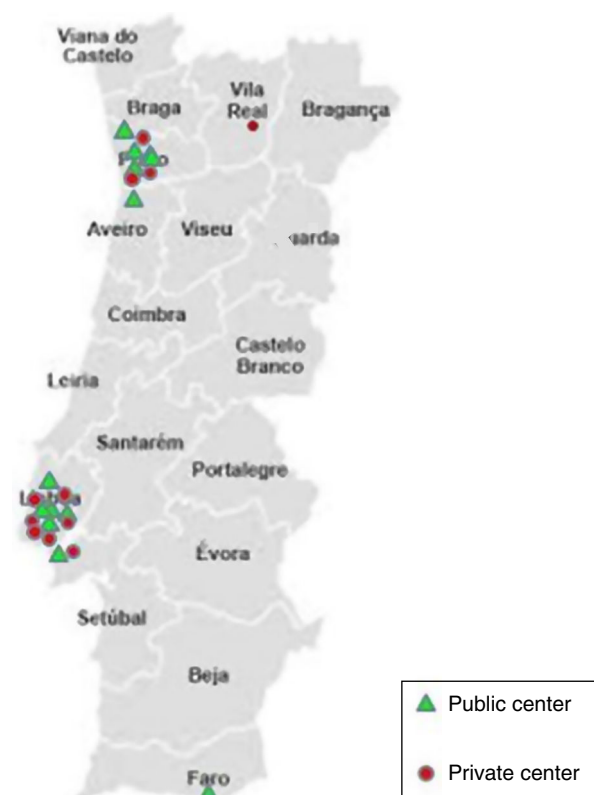 Viana do
Castelo
Braga
Vila
Real
Bragança
Aveiro
Viseu
arda
Coimbra
Castelo
Branco
Leiria
Santarém
Portalegre
Évora
Setúbal
Beja
Faro
Public center
Private center